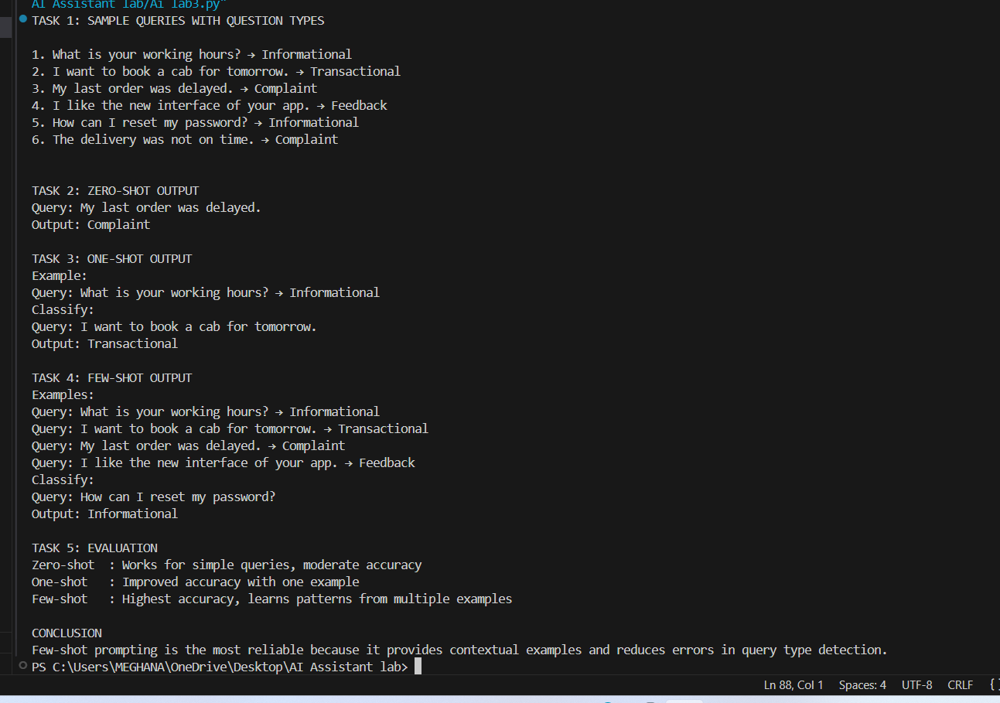 AI Assistant lab/Ai lab3.py"
TASK 1: SAMPLE QUERIES WITH QUESTION TYPES
1. What is your working hours? → Informational
2. I want to book a cab for tomorrow. → Transactional
3. My last order was delayed. → Complaint
4. I like the new interface of your app. → Feedback
5. How can I reset my password? → Informational
6. The delivery was not on time. → Complaint
TASK 2: ZERO-SHOT OUTPUT
Query: My last order was delayed.
Output: Complaint
TASK 3: ONE-SHOT OUTPUT
Example:
Query: What is your working hours? → Informational
Classify:
Query: I want to book a cab for tomorrow.
Output: Transactional
TASK 4: FEW-SHOT OUTPUT
Examples:
Query: What is your working hours? → Informational
Query: I want to book a cab for tomorrow. → Transactional
Query: My last order was delayed. → Complaint
Query: I like the new interface of your app. → Feedback
Classify:
Query: How can I reset my password?
Output: Informational
TASK 5: EVALUATION
Zero-shot  : Works for simple queries, moderate accuracy
One-shot   : Improved accuracy with one example
Few-shot   : Highest accuracy, learns patterns from multiple examples
CONCLUSION
Few-shot prompting is the most reliable because it provides contextual examples and reduces errors in query type detection.
PS C:\Users\MEGHANA\OneDrive\Desktop\AI Assistant lab>
Ln 88, Col 1 Spaces: 4 UTF-8 CRLF {